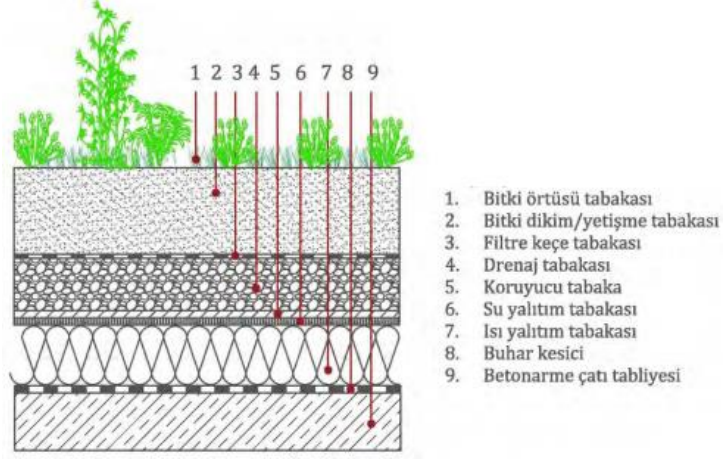 1 2 3 4 5 6 7 8 9
1. Bitki örtüsü tabakası
2. Bitki dikim/yetişme tabakası
3. Filtre keçe tabakası
4. Drenaj tabakası
5. Koruyucu tabaka
6. Su yalıtım tabakası
7. Isı yalıtım tabakası
8. Buhar kesici
9. Betonarme çatı tabliyesi